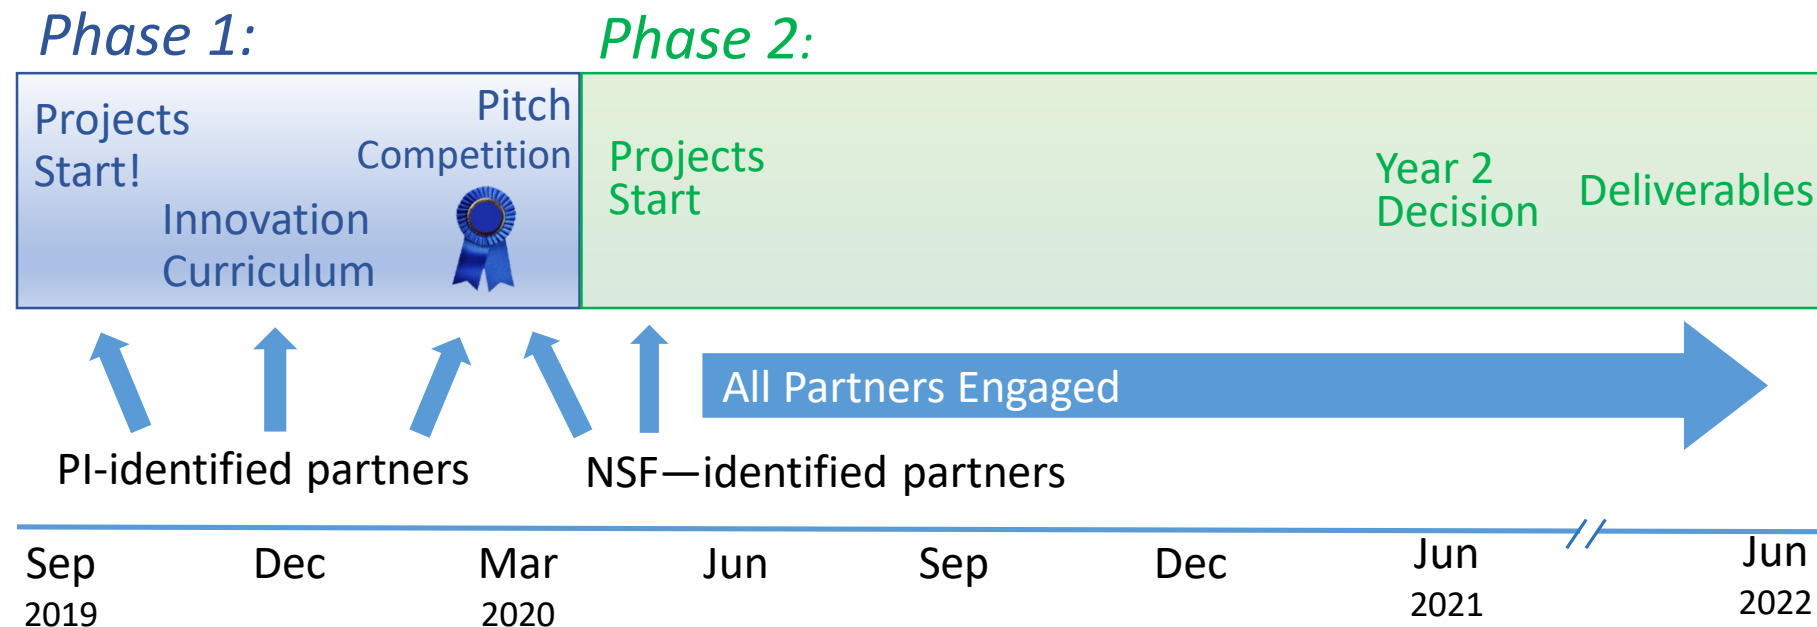 Phase 1:
Phase 2:
Projects
Start!
Innovation
Curriculum
Pitch
Competition
Projects
Start
Year 2
Decision
Deliverables
All Partners Engaged
PI-identified partners
NSF—identified partners
Sep
2019
Dec
Mar
2020
Jun
Sep
Dec
Jun
2021
Jun
2022